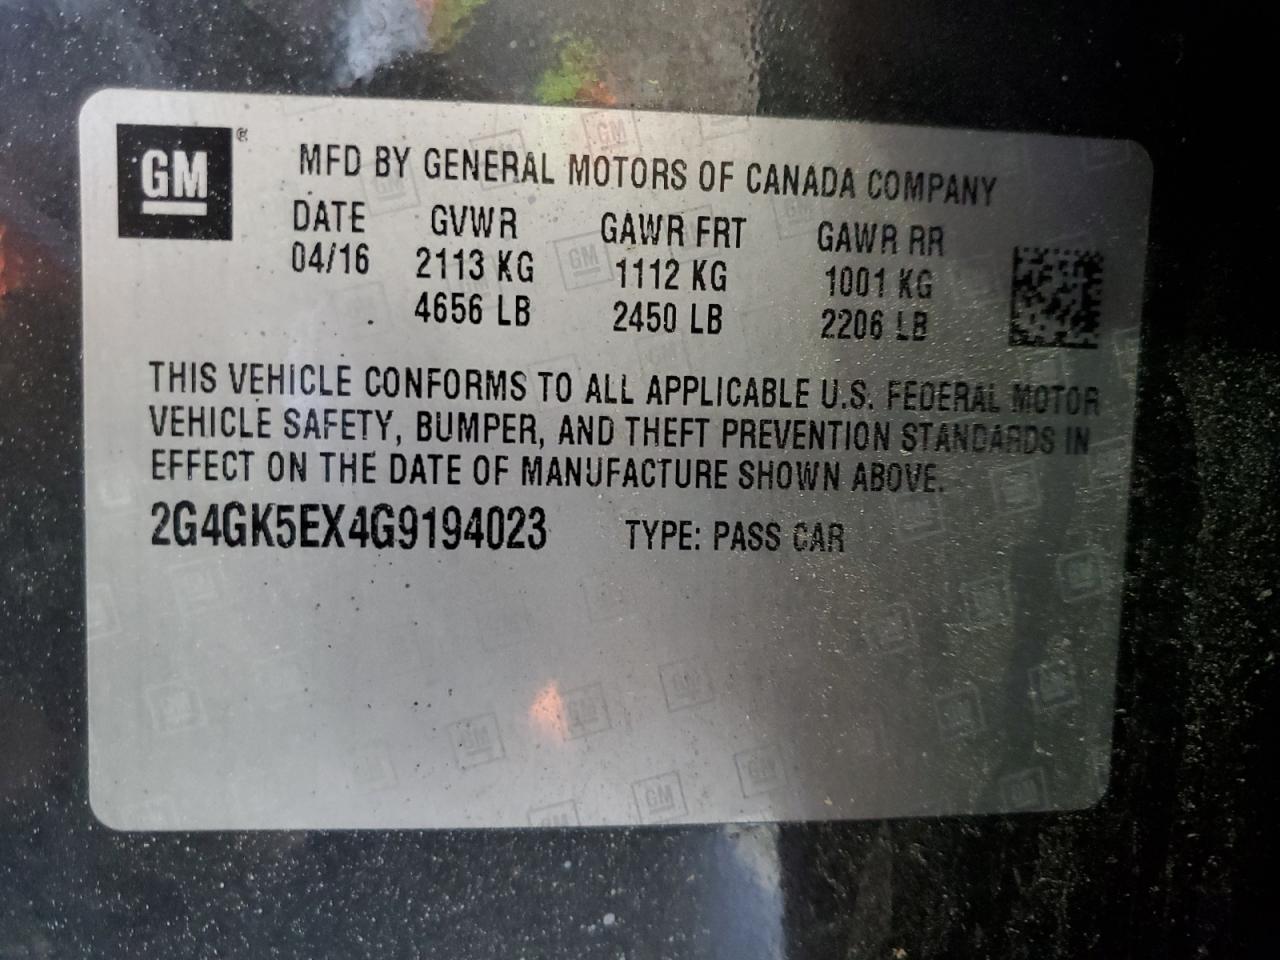 GM ®
MFD BY GENERAL MOTORS OF CANADA COMPANY
DATE GVWR GAWR FRT GAWR RR
04/16 2113 KG 1112 KG 1001 KG
4656 LB 2450 LB 2206 LB
THIS VEHICLE CONFORMS TO ALL APPLICABLE U.S. FEDERAL MOTOR
VEHICLE SAFETY, BUMPER, AND THEFT PREVENTION STANDARDS IN
EFFECT ON THE DATE OF MANUFACTURE SHOWN ABOVE.
2G4GK5EX4G9194023 TYPE: PASS CAR